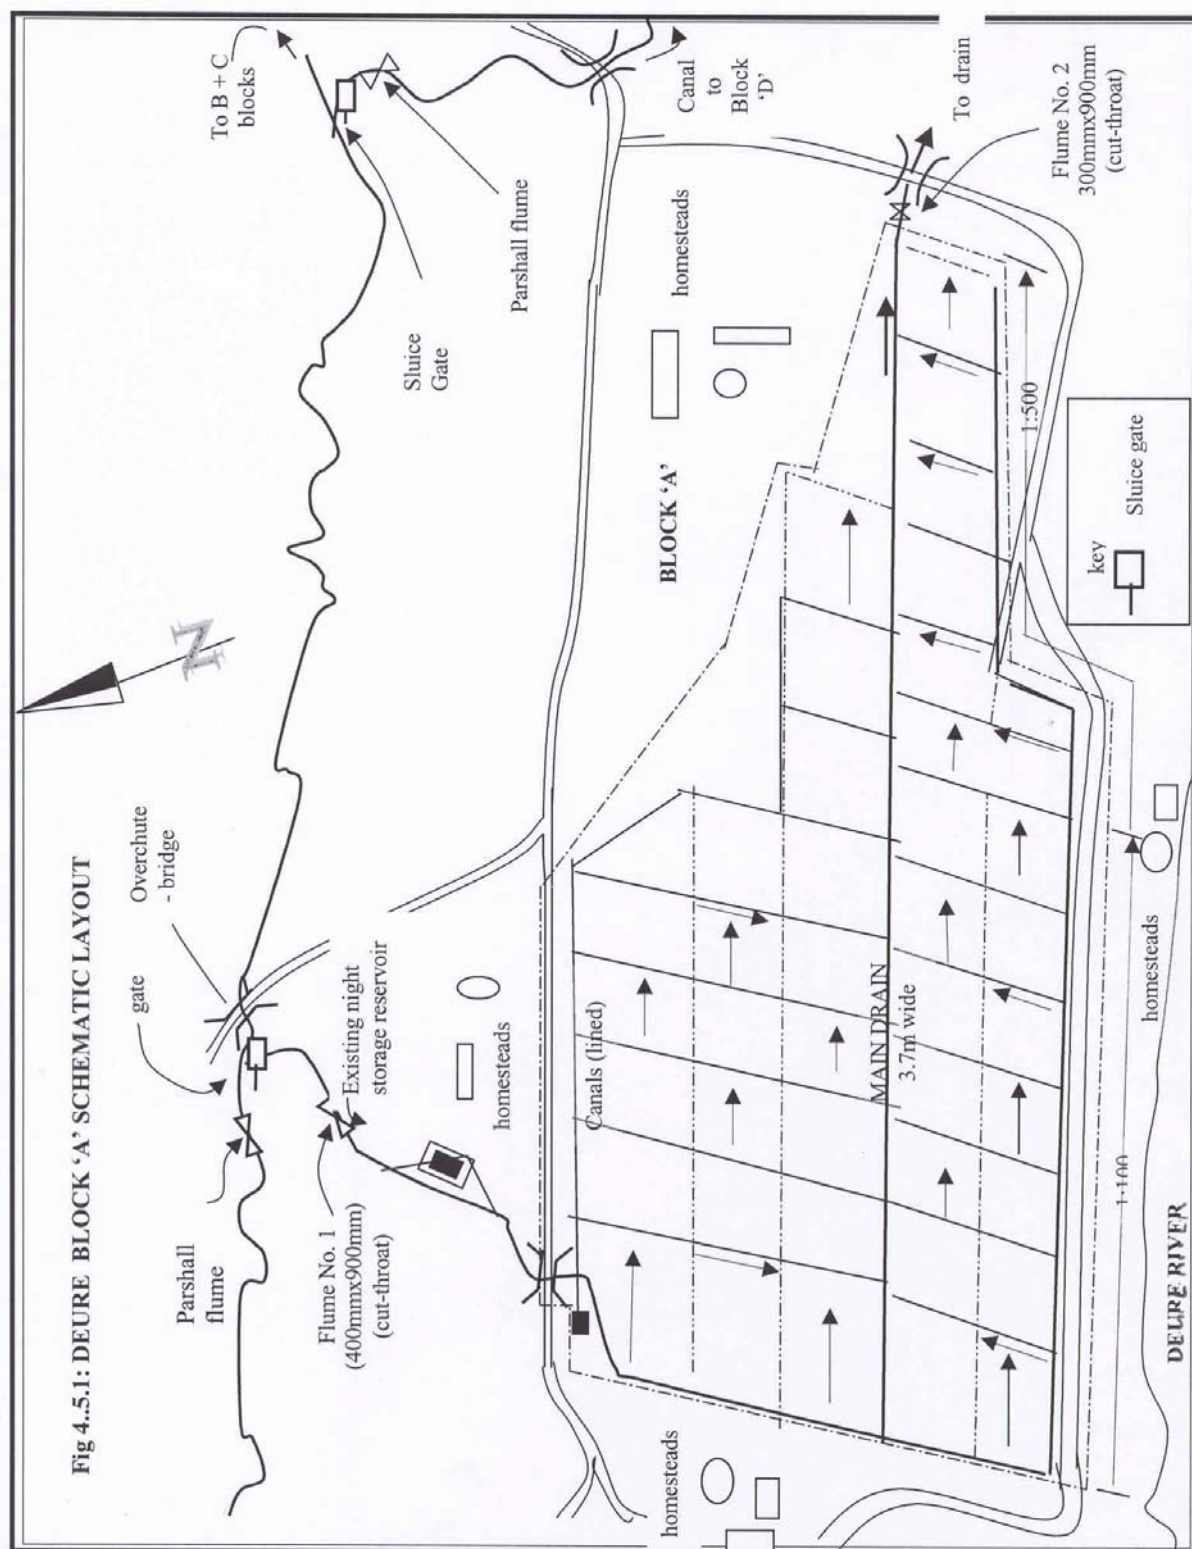 Fig 4..5.1: DEURE BLOCK ‘A’ SCHEMATIC LAYOUT
To B + C
blocks
Canal
to
Block
‘D’
To drain
Flume No. 2
300mmx900mm
(cut-throat)
Parshall flume
Sluice
Gate
homesteads
BLOCK ‘A’
1:500
key
Sluice gate
N
Overchute
- bridge
gate
Existing night
storage reservoir
homesteads
Parshall
flume
Flume No. 1
(400mmx900mm)
(cut-throat)
Canals (lined)
MAIN DRAIN
3.7m wide
homesteads
1:100
homesteads
DEURE RIVER